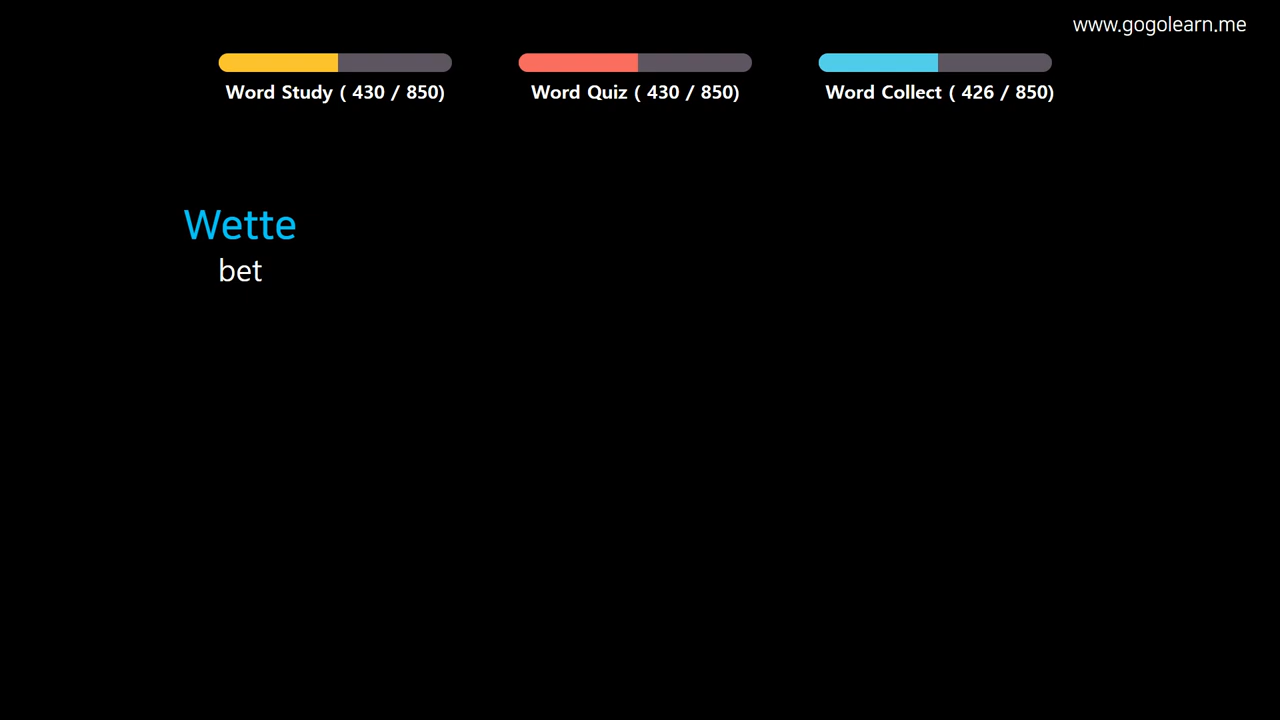 www.gogolearn.me
Word Study ( 430 / 850)
Word Quiz ( 430 / 850)
Word Collect ( 426 / 850)
Wette
bet